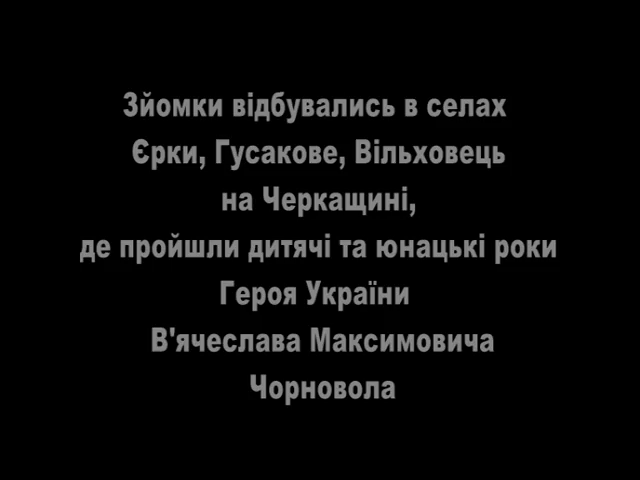 Зйомки відбувались в селах
Єрки, Гусакове, Вільховець
на Черкащині,
де пройшли дитячі та юнацькі роки
Героя України
В'ячеслава Максимовича
Чорновола